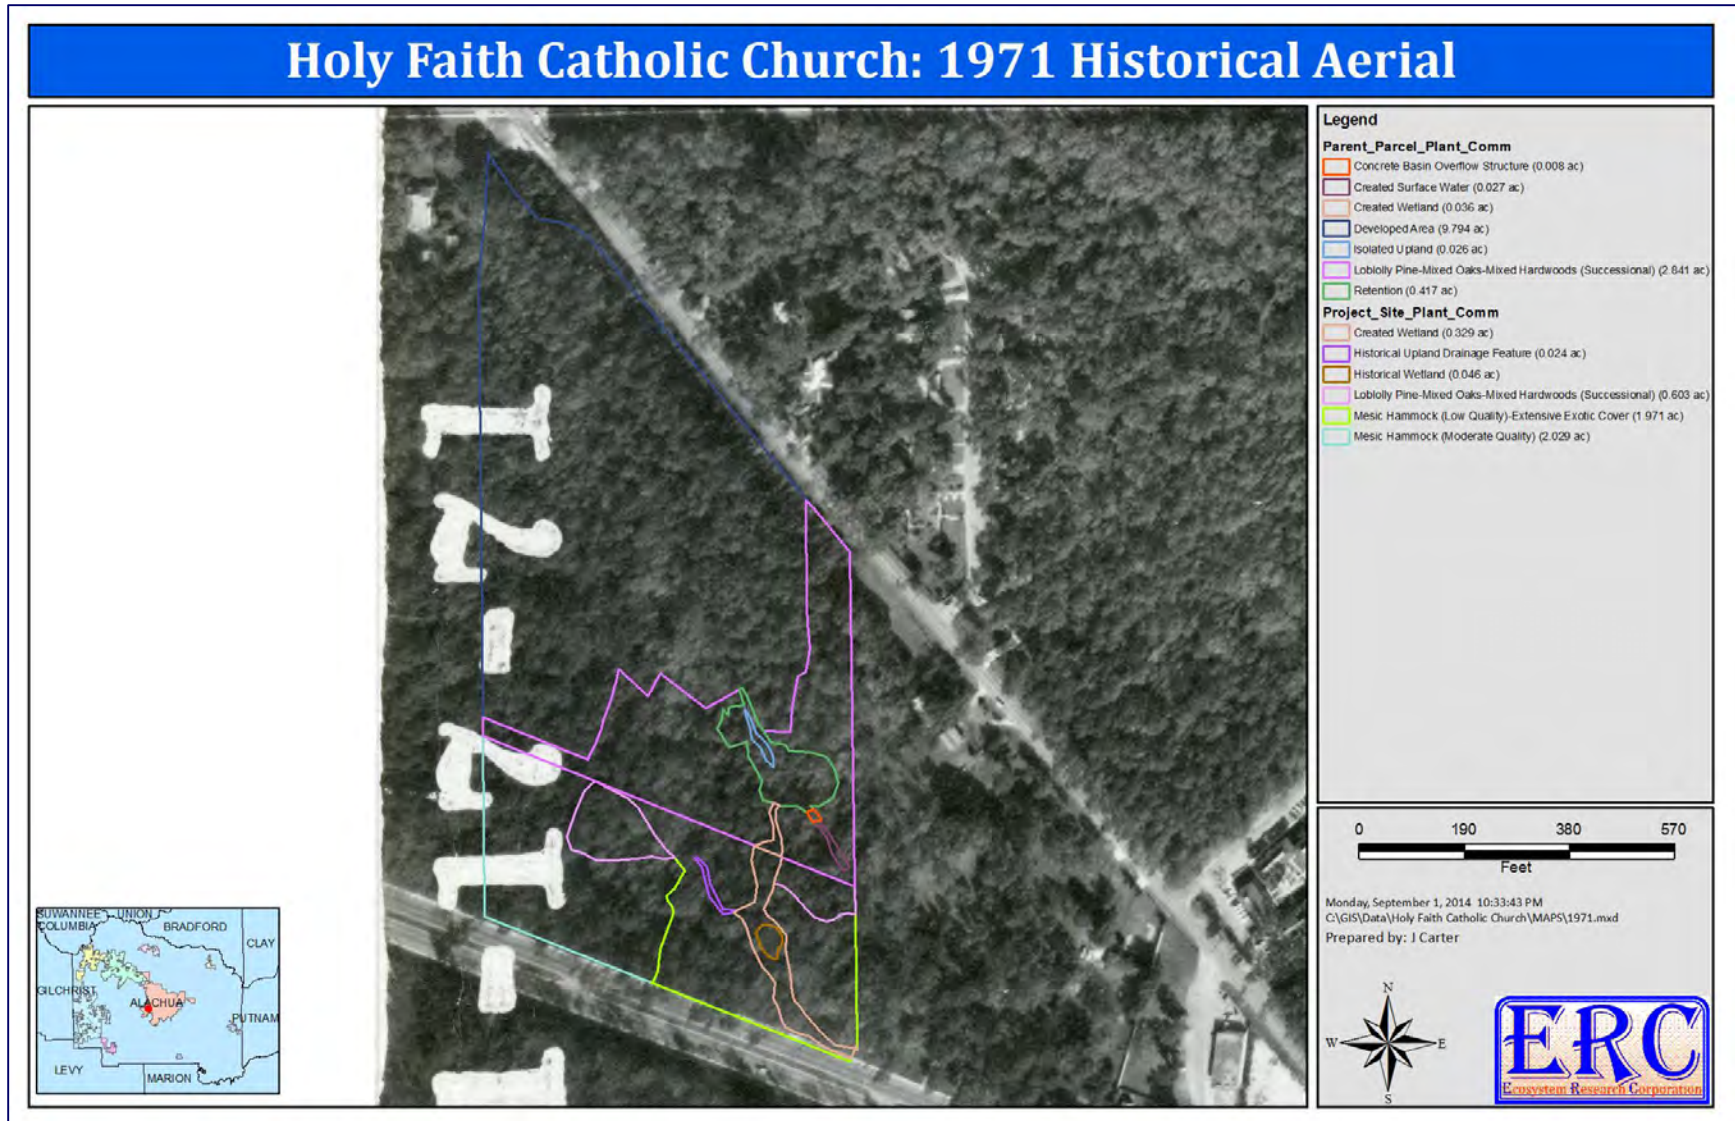 Holy Faith Catholic Church: 1971 Historical Aerial
Legend
Parent_Parcel_Plant_Comm
Concrete Basin Overflow Structure (0.008 ac)
Created Surface Water (0.027 ac)
Created Wetland (0.036 ac)
Developed Area (9.794 ac)
Isolated Upland (0.026 ac)
Loblolly Pine-Mixed Oaks-Mixed Hardwoods (Successional) (2.841 ac)
Retention (0.417 ac)
Project_Site_Plant_Comm
Created Wetland (0.329 ac)
Historical Upland Drainage Feature (0.024 ac)
Historical Wetland (0.046 ac)
Loblolly Pine-Mixed Oaks-Mixed Hardwoods (Successional) (0.603 ac)
Mesic Hammock (Low Quality)-Extensive Exotic Cover (1.971 ac)
Mesic Hammock (Moderate Quality) (2.029 ac)
0 190 380 570
Feet
Monday, September 1, 2014 10:33:43 PM
C:\GIS\Data\Holy Faith Catholic Church\MAPS\1971.mxd
Prepared by: J Carter
N
W E
S
ERC
Ecosystem Research Corporation
SUWANNEE UNION
COLUMBIA BRADFORD
CLAY
GILCHRIST
ALACHUA
PUTNAM
LEVY
MARION
1
2
-
2
1
-
1